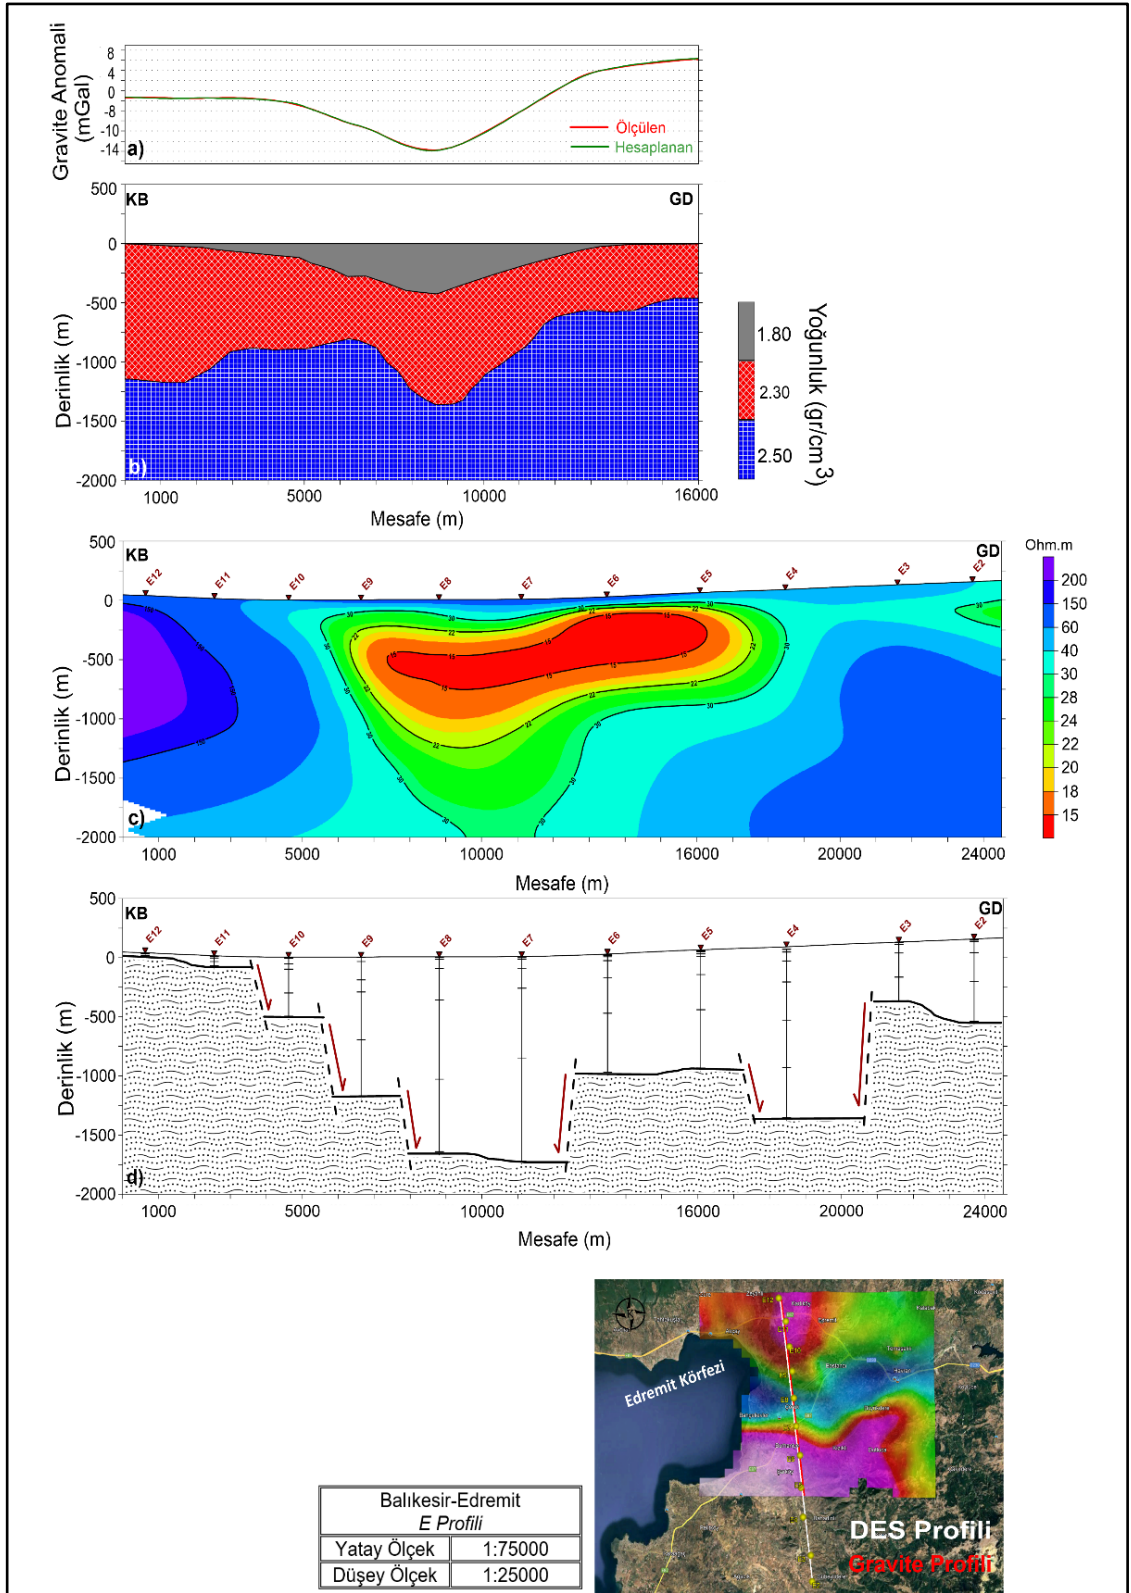 Gravite Anomali
(mGal)
8
4
0
-4
-8
-10
-14
a)
Ölçülen
Hesaplanan
500
0
-500
-1000
-1500
-2000
Derinlik (m)
KB
GD
b)
1000
5000
10000
16000
Mesafe (m)
1.80
2.30
2.50
Yoğunluk (gr/cm3)
500
0
-500
-1000
-1500
-2000
Derinlik (m)
KB
GD
E12
E11
E10
E9
E8
E7
E6
E5
E4
E3
E2
c)
1000
5000
10000
16000
20000
24000
Mesafe (m)
Ohm.m
200
150
60
40
30
28
24
22
20
18
15
500
0
-500
-1000
-1500
-2000
Derinlik (m)
KB
GD
E12
E11
E10
E9
E8
E7
E6
E5
E4
E3
E2
d)
1000
5000
10000
16000
20000
24000
Mesafe (m)
Edremit Körfezi
DES Profili
Gravite Profili
Balıkesir-Edremit
E Profili
Yatay Ölçek 1:75000
Düşey Ölçek 1:25000